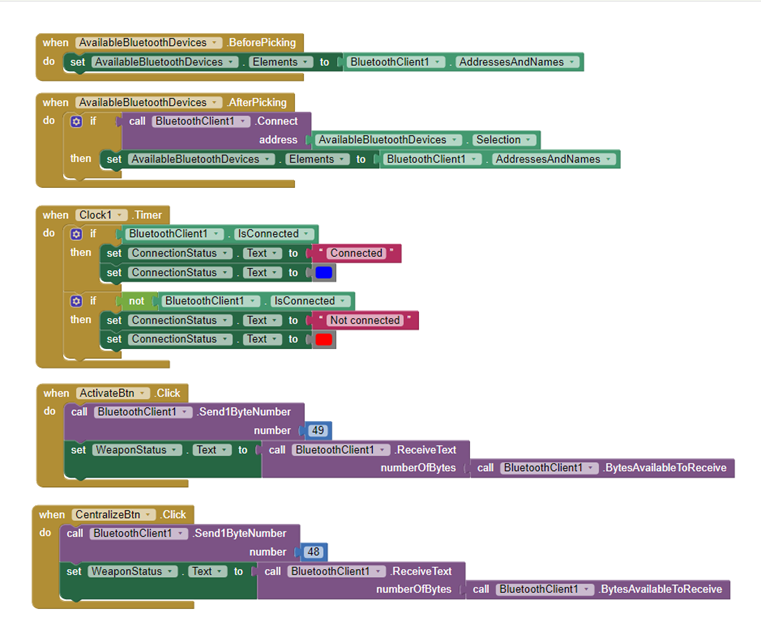 when AvailableBluetoothDevices .BeforePicking
do set AvailableBluetoothDevices . Elements to BluetoothClient1 . AddressesAndNames
when AvailableBluetoothDevices .AfterPicking
do if call BluetoothClient1 .Connect
address AvailableBluetoothDevices . Selection
then set AvailableBluetoothDevices . Elements to BluetoothClient1 . AddressesAndNames
when Clock1 .Timer
do if BluetoothClient1 . IsConnected
then set ConnectionStatus . Text to " Connected "
set ConnectionStatus . Text to
if not BluetoothClient1 . IsConnected
then set ConnectionStatus . Text to " Not connected "
set ConnectionStatus . Text to
when ActivateBtn .Click
do call BluetoothClient1 .Send1ByteNumber
number 49
set WeaponStatus . Text to call BluetoothClient1 .ReceiveText
numberOfBytes call BluetoothClient1 .BytesAvailableToReceive
when CentralizeBtn .Click
do call BluetoothClient1 .Send1ByteNumber
number 48
set WeaponStatus . Text to call BluetoothClient1 .ReceiveText
numberOfBytes call BluetoothClient1 .BytesAvailableToReceive